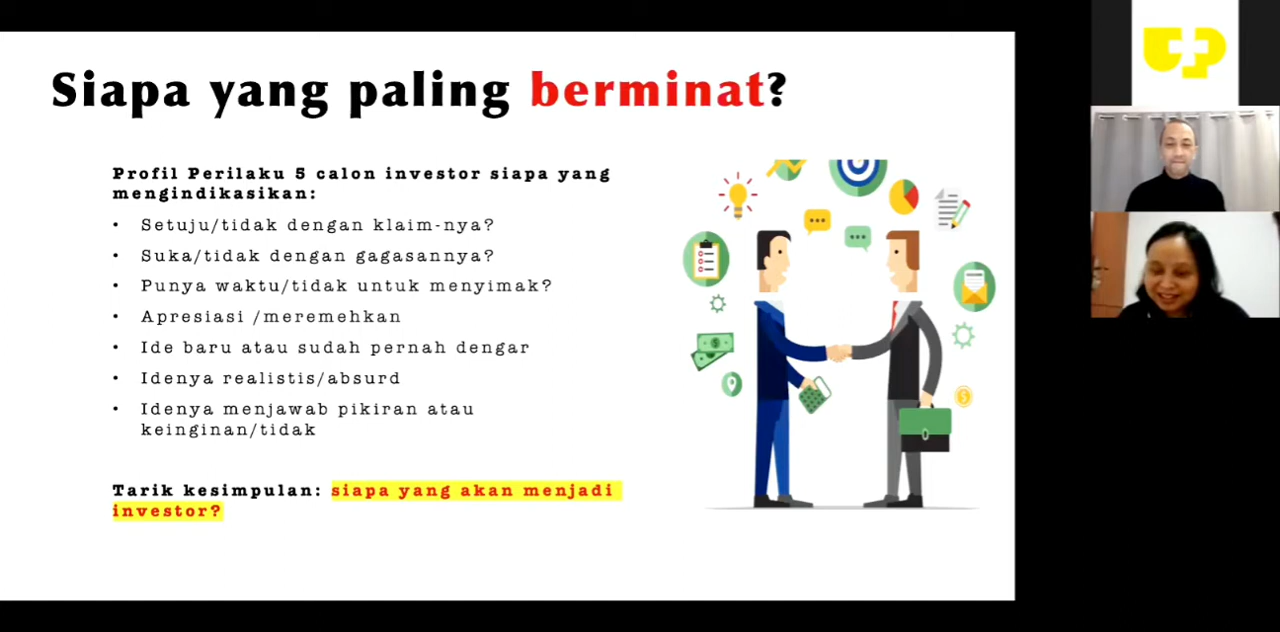 Siapa yang paling berminat?
Profil Perilaku 5 calon investor siapa yang
mengindikasikan:
• Setuju/tidak dengan klaim-nya?
• Suka/tidak dengan gagasannya?
• Punya waktu/tidak untuk menyimak?
• Apresiasi /meremehkan
• Ide baru atau sudah pernah dengar
• Idenya realistis/absurd
• Idenya menjawab pikiran atau
keinginan/tidak
Tarik kesimpulan: siapa yang akan menjadi
investor?